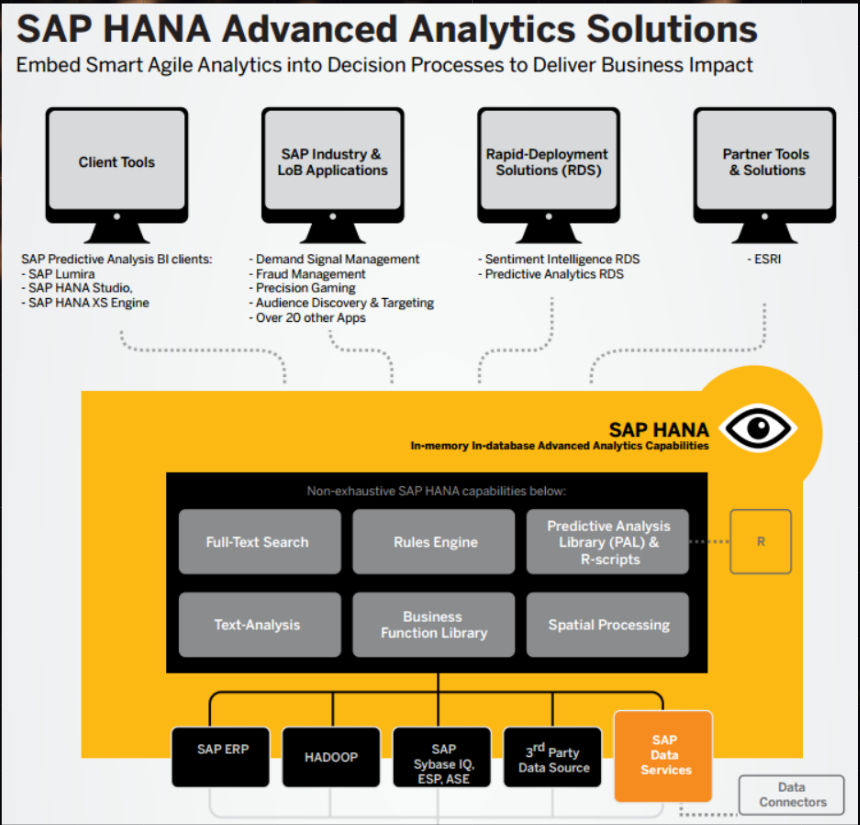 SAP HANA Advanced Analytics Solutions
Embed Smart Agile Analytics into Decision Processes to Deliver Business Impact
Client Tools
SAP Predictive Analysis BI clients:
- SAP Lumira
- SAP HANA Studio,
- SAP HANA XS Engine
SAP Industry &
LoB Applications
- Demand Signal Management
- Fraud Management
- Precision Gaming
- Audience Discovery & Targeting
- Over 20 other Apps
Rapid-Deployment
Solutions (RDS)
- Sentiment Intelligence RDS
- Predictive Analytics RDS
Partner Tools
& Solutions
- ESRI
SAP HANA
In-memory In-database Advanced Analytics Capabilities
Non-exhaustive SAP HANA capabilities below:
Full-Text Search
Rules Engine
Predictive Analysis
Library (PAL) &
R-scripts
R
Text-Analysis
Business
Function Library
Spatial Processing
SAP ERP
HADOOP
SAP
Sybase IQ,
ESP, ASE
3rd Party
Data Source
SAP
Data
Services
Data
Connectors